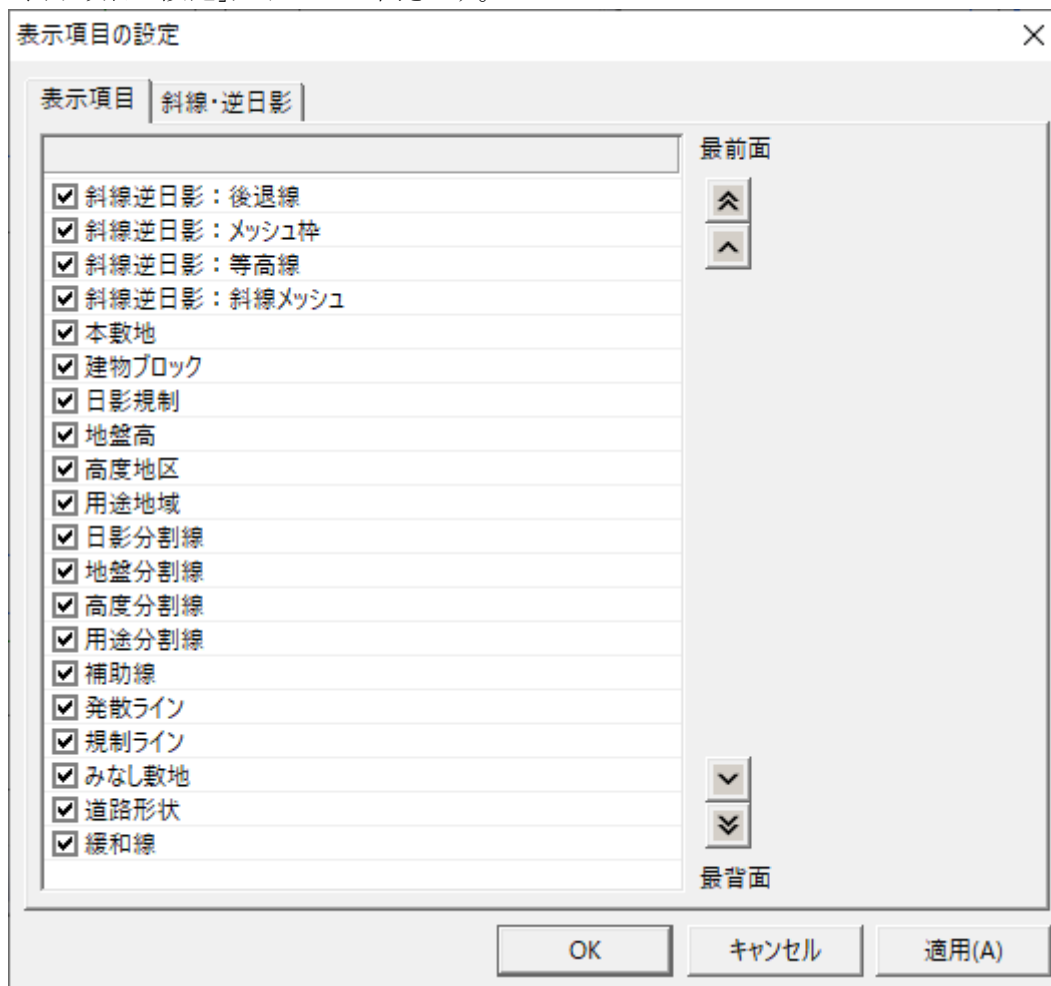 表示項目の設定
表示項目
斜線・逆日影
最前面
斜線逆日影：後退線
斜線逆日影：メッシュ枠
斜線逆日影：等高線
斜線逆日影：斜線メッシュ
本敷地
建物ブロック
日影規制
地盤高
高度地区
用途地域
日影分割線
地盤分割線
高度分割線
用途分割線
補助線
発散ライン
規制ライン
みなし敷地
道路形状
緩和線
最背面
OK
キャンセル
適用(A)